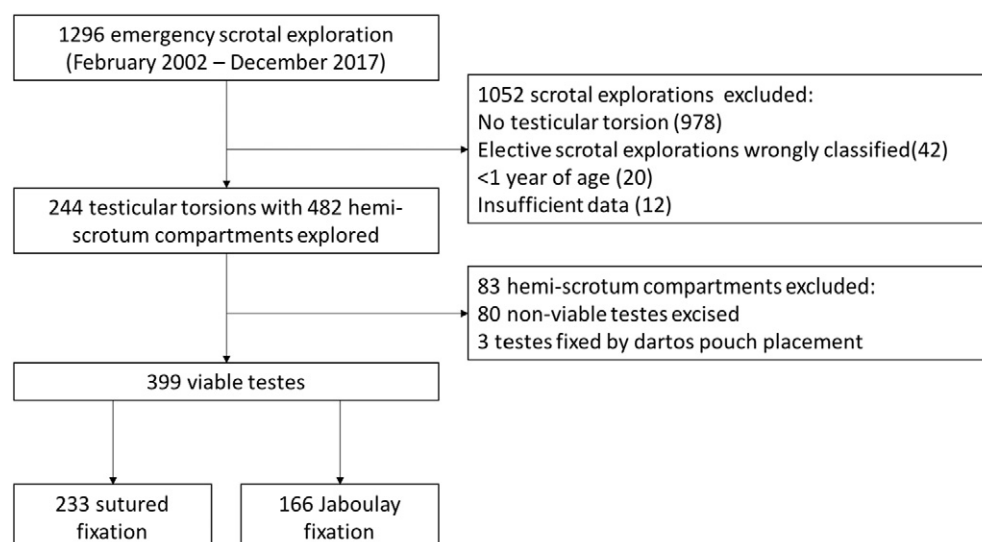 1296 emergency scrotal exploration
(February 2002 – December 2017)
1052 scrotal explorations excluded:
No testicular torsion (978)
Elective scrotal explorations wrongly classified(42)
<1 year of age (20)
Insufficient data (12)
244 testicular torsions with 482 hemi-
scrotum compartments explored
83 hemi-scrotum compartments excluded:
80 non-viable testes excised
3 testes fixed by dartos pouch placement
399 viable testes
233 sutured
fixation
166 Jaboulay
fixation